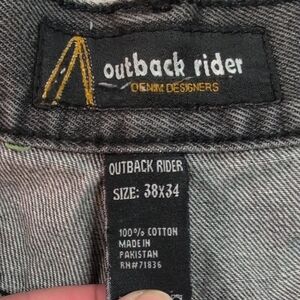 outback rider
DENIM DESIGNERS
OUTBACK RIDER
SIZE: 38X34
100% COTTON
MADE IN
PAKISTAN
RN#71836